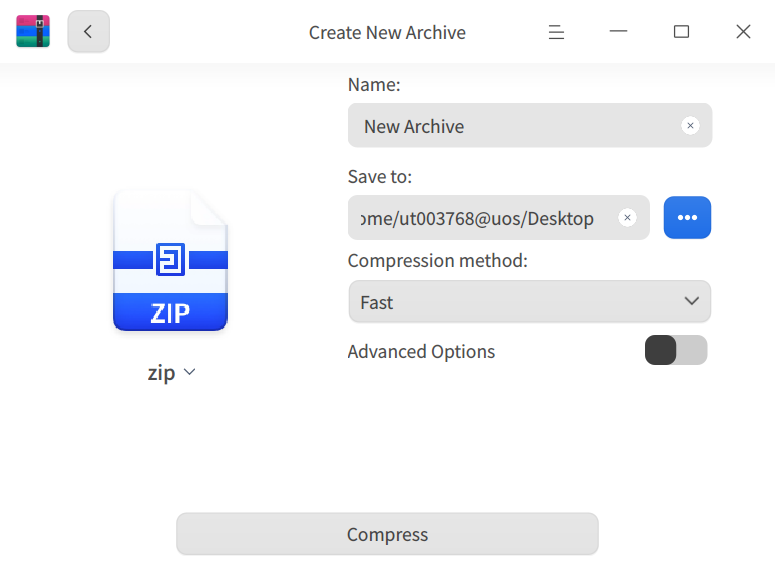 Create New Archive
Name:
New Archive
Save to:
ome/ut003768@uos/Desktop
Compression method:
Fast
Advanced Options
ZIP
zip
Compress